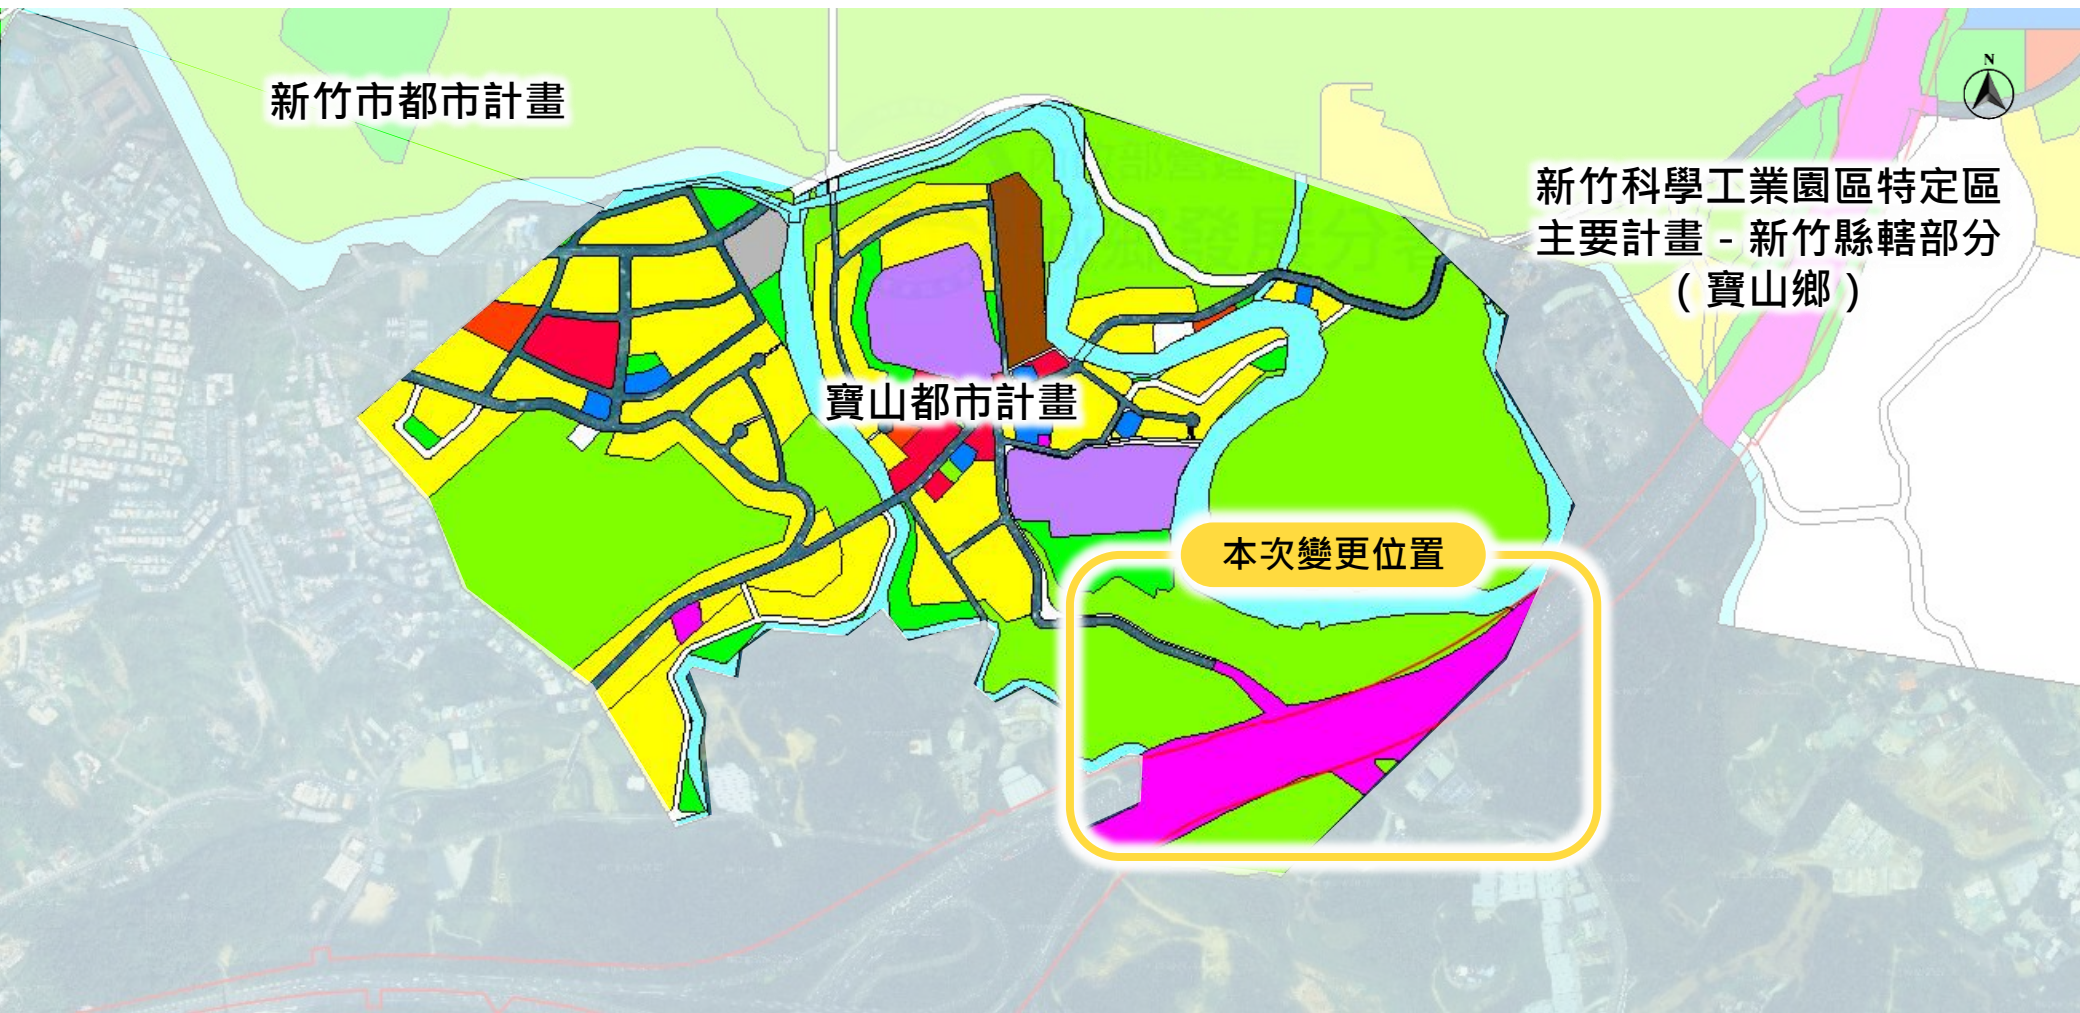 新竹市都市計畫
N
新竹科學工業園區特定區
主要計畫 - 新竹縣轄部分
（寶山鄉）
寶山都市計畫
本次變更位置